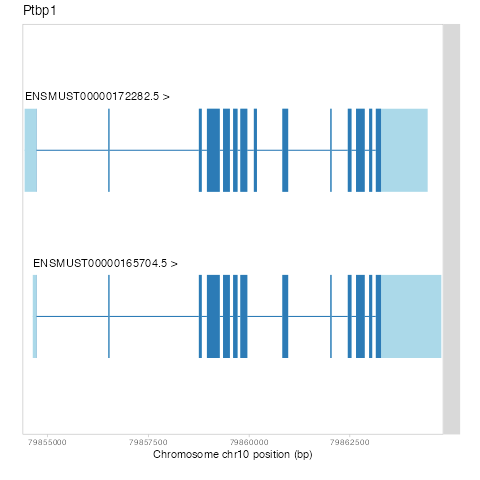 Ptbp1
ENSMUST00000172282.5 >
ENSMUST00000165704.5 >
79855000 79857500 79860000 79862500
Chromosome chr10 position (bp)